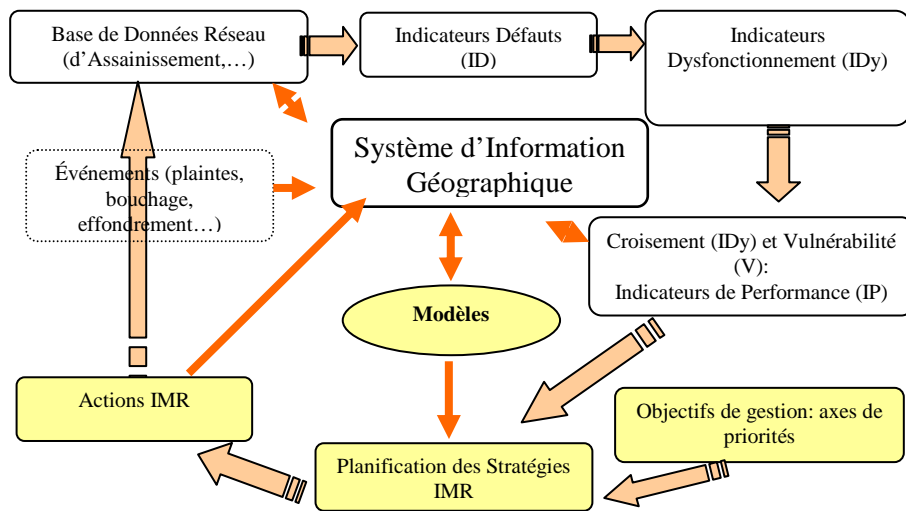 Base de Données Réseau
(d’Assainissement,…)
Indicateurs Défauts
(ID)
Indicateurs
Dysfonctionnement (IDy)
Système d’Information
Géographique
Événements (plaintes,
bouchage,
effondrement…)
Croisement (IDy) et Vulnérabilité
(V):
Indicateurs de Performance (IP)
Modèles
Actions IMR
Objectifs de gestion: axes de
priorités
Planification des Stratégies
IMR